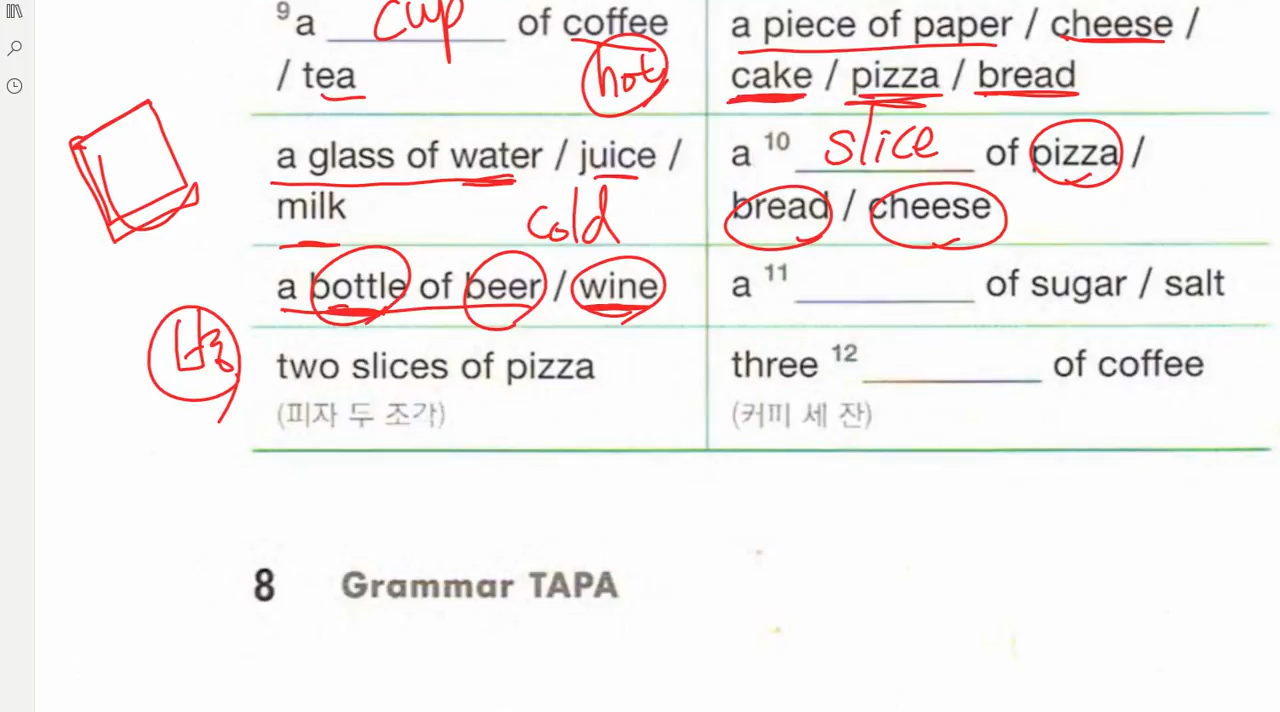 9 a cup of coffee
/ tea
hot
a piece of paper / cheese /
cake / pizza / bread
a glass of water / juice /
milk
cold
a 10 slice of pizza /
bread / cheese
a bottle of beer / wine
a 11 ________ of sugar / salt
two slices of pizza
(피자 두 조각)
three 12 ________ of coffee
(커피 세 잔)
8 Grammar TAPA